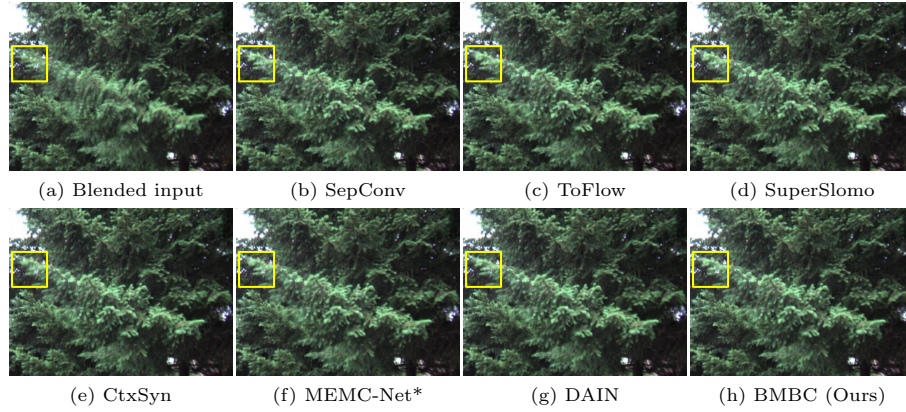 (a) Blended input (b) SepConv (c) ToFlow (d) SuperSlomo
(e) CtxSyn (f) MEMC-Net* (g) DAIN (h) BMBC (Ours)